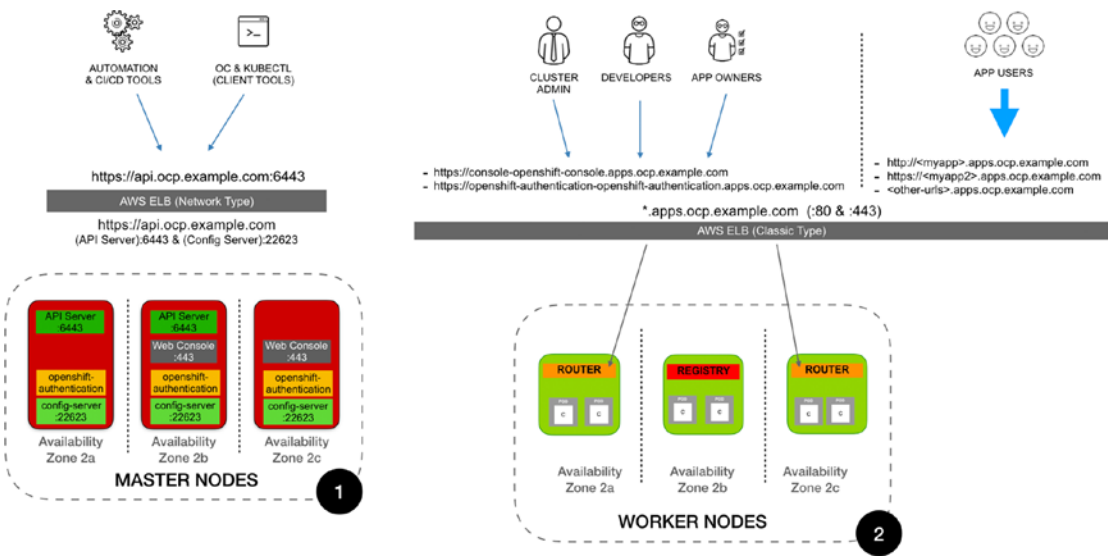 >_
AUTOMATION
& CI/CD TOOLS
OC & KUBECTL
(CLIENT TOOLS)
https://api.ocp.example.com:6443
AWS ELB (Network Type)
https://api.ocp.example.com
(API Server):6443 & (Config Server):22623
API Server
:6443
openshift-
authentication
config-server
:22623
Availability
Zone 2a
API Server
:6443
Web Console
:443
openshift-
authentication
config-server
:22623
Availability
Zone 2b
Web Console
:443
openshift-
authentication
config-server
:22623
Availability
Zone 2c
MASTER NODES
1
CLUSTER
ADMIN
DEVELOPERS
APP OWNERS
APP USERS
- https://console-openshift-console.apps.ocp.example.com
- https://openshift-authentication-openshift-authentication.apps.ocp.example.com
- http://<myapp>.apps.ocp.example.com
- https://<myapp2>.apps.ocp.example.com
- <other-urls>.apps.ocp.example.com
*.apps.ocp.example.com (:80 & :443)
AWS ELB (Classic Type)
ROUTER
POD
C
POD
C
Availability
Zone 2a
REGISTRY
POD
C
POD
C
Availability
Zone 2b
ROUTER
POD
C
POD
C
Availability
Zone 2c
WORKER NODES
2